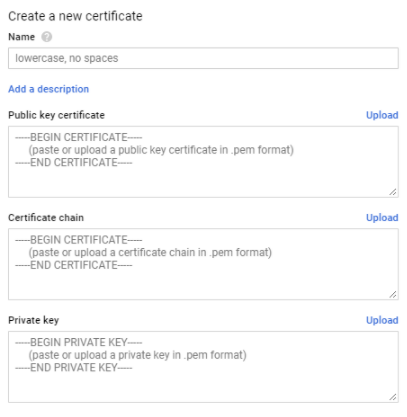 Create a new certificate
Name ?
lowercase, no spaces
Add a description
Public key certificate Upload
-----BEGIN CERTIFICATE-----
(paste or upload a public key certificate in .pem format)
-----END CERTIFICATE-----
Certificate chain Upload
-----BEGIN CERTIFICATE-----
(paste or upload a certificate chain in .pem format)
-----END CERTIFICATE-----
Private key Upload
-----BEGIN PRIVATE KEY-----
(paste or upload a private key in .pem format)
-----END PRIVATE KEY-----